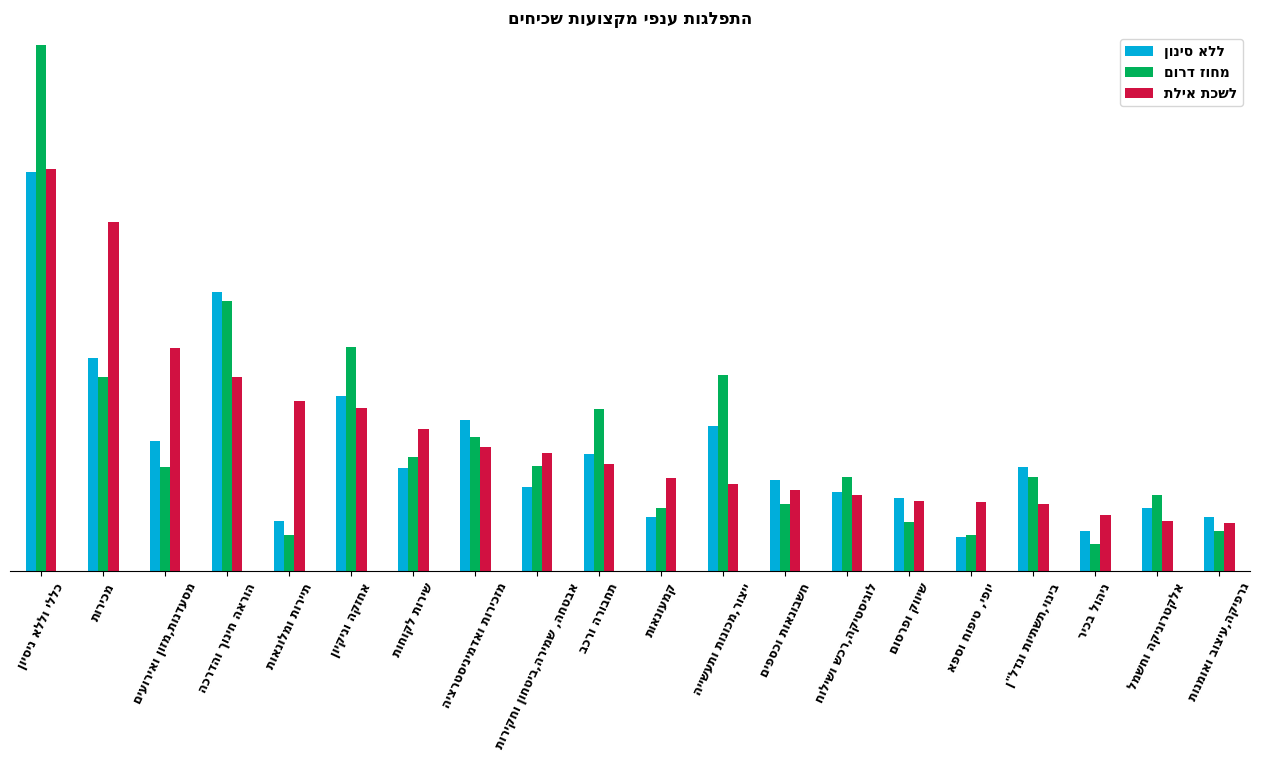 התפלגות ענפי מקצועות שכיחים
ללא סינון
מחוז דרום
לשכת אילת
כללי וללא ניסיון
מכירות
מסעדנות,מזון ואירועים
הוראה חינוך והדרכה
תיירות ומלונאות
אחזקה וניקיון
שירות לקוחות
מזכירות ואדמיניסטרציה
אבטחה, שמירה,ביטחון וחקירות
תחבורה ורכב
קמעונאות
ייצור,מכונות ותעשייה
חשבונאות וכספים
לוגיסטיקה,רכש ושילוח
שיווק ופרסום
יופי, טיפוח וספא
בינוי,תשתיות ונדל"ן
ניהול בכיר
אלקטרוניקה וחשמל
גרפיקה,עיצוב ואומנות